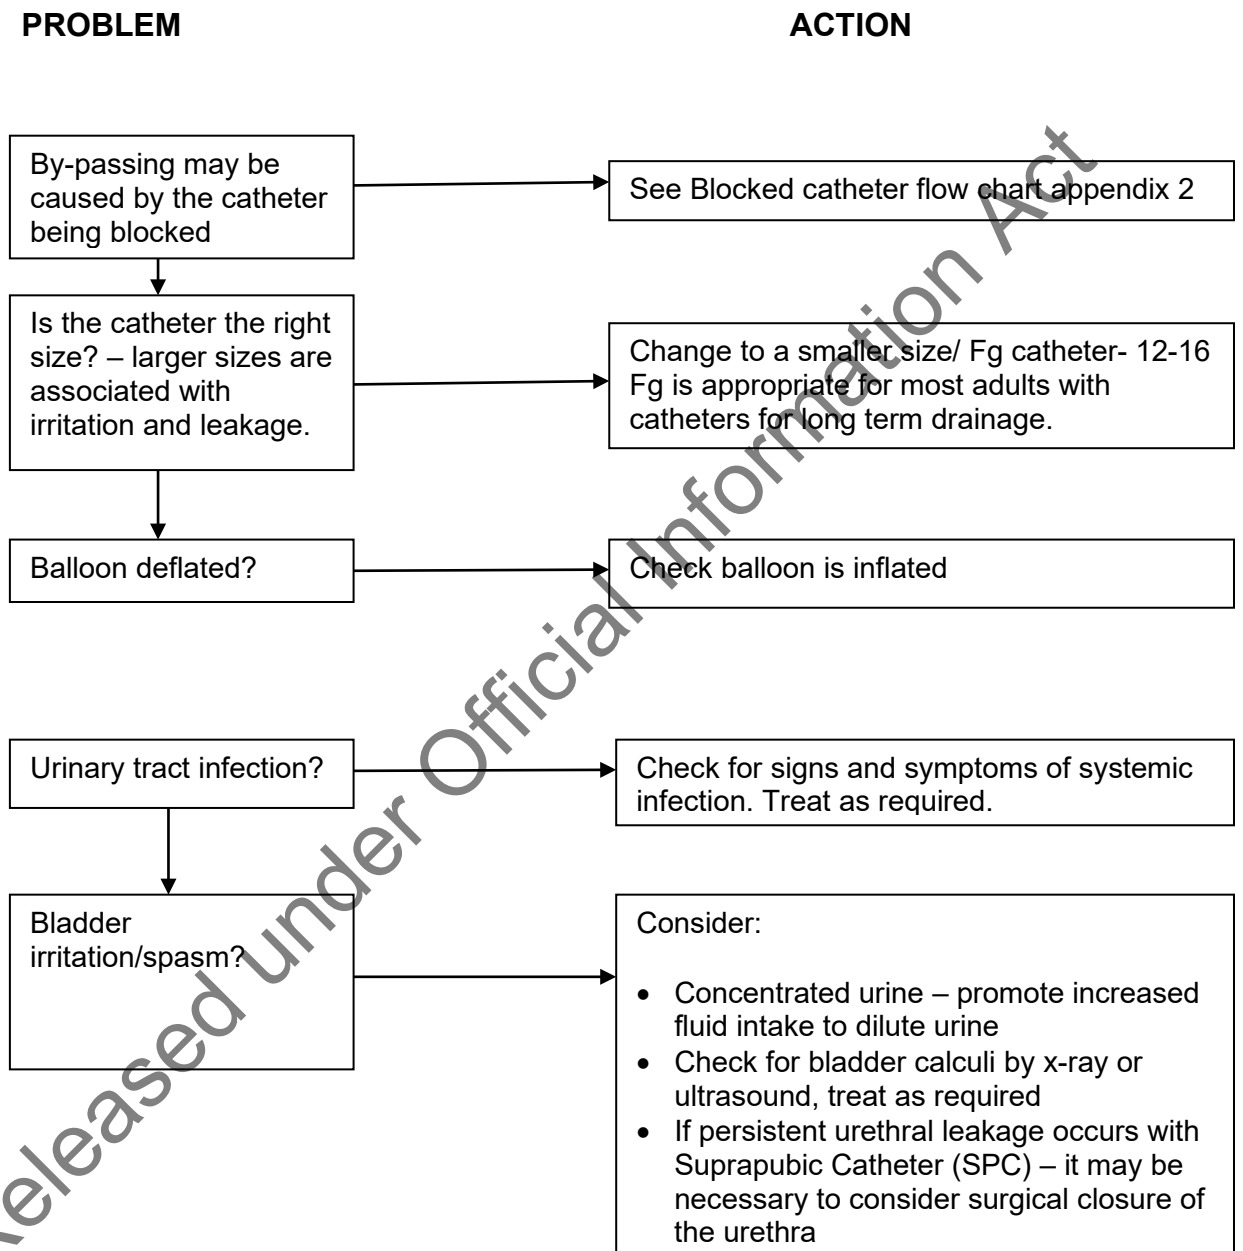 PROBLEM
ACTION
By-passing may be
caused by the catheter
being blocked
See Blocked catheter flow chart appendix 2
Is the catheter the right
size? – larger sizes are
associated with
irritation and leakage.
Change to a smaller size/ Fg catheter- 12-16
Fg is appropriate for most adults with
catheters for long term drainage.
Balloon deflated?
Check balloon is inflated
Urinary tract infection?
Check for signs and symptoms of systemic
infection. Treat as required.
Bladder
irritation/spasm?
Consider:
• Concentrated urine – promote increased
fluid intake to dilute urine
• Check for bladder calculi by x-ray or
ultrasound, treat as required
• If persistent urethral leakage occurs with
Suprapubic Catheter (SPC) – it may be
necessary to consider surgical closure of
the urethra
Released under Official Information Act